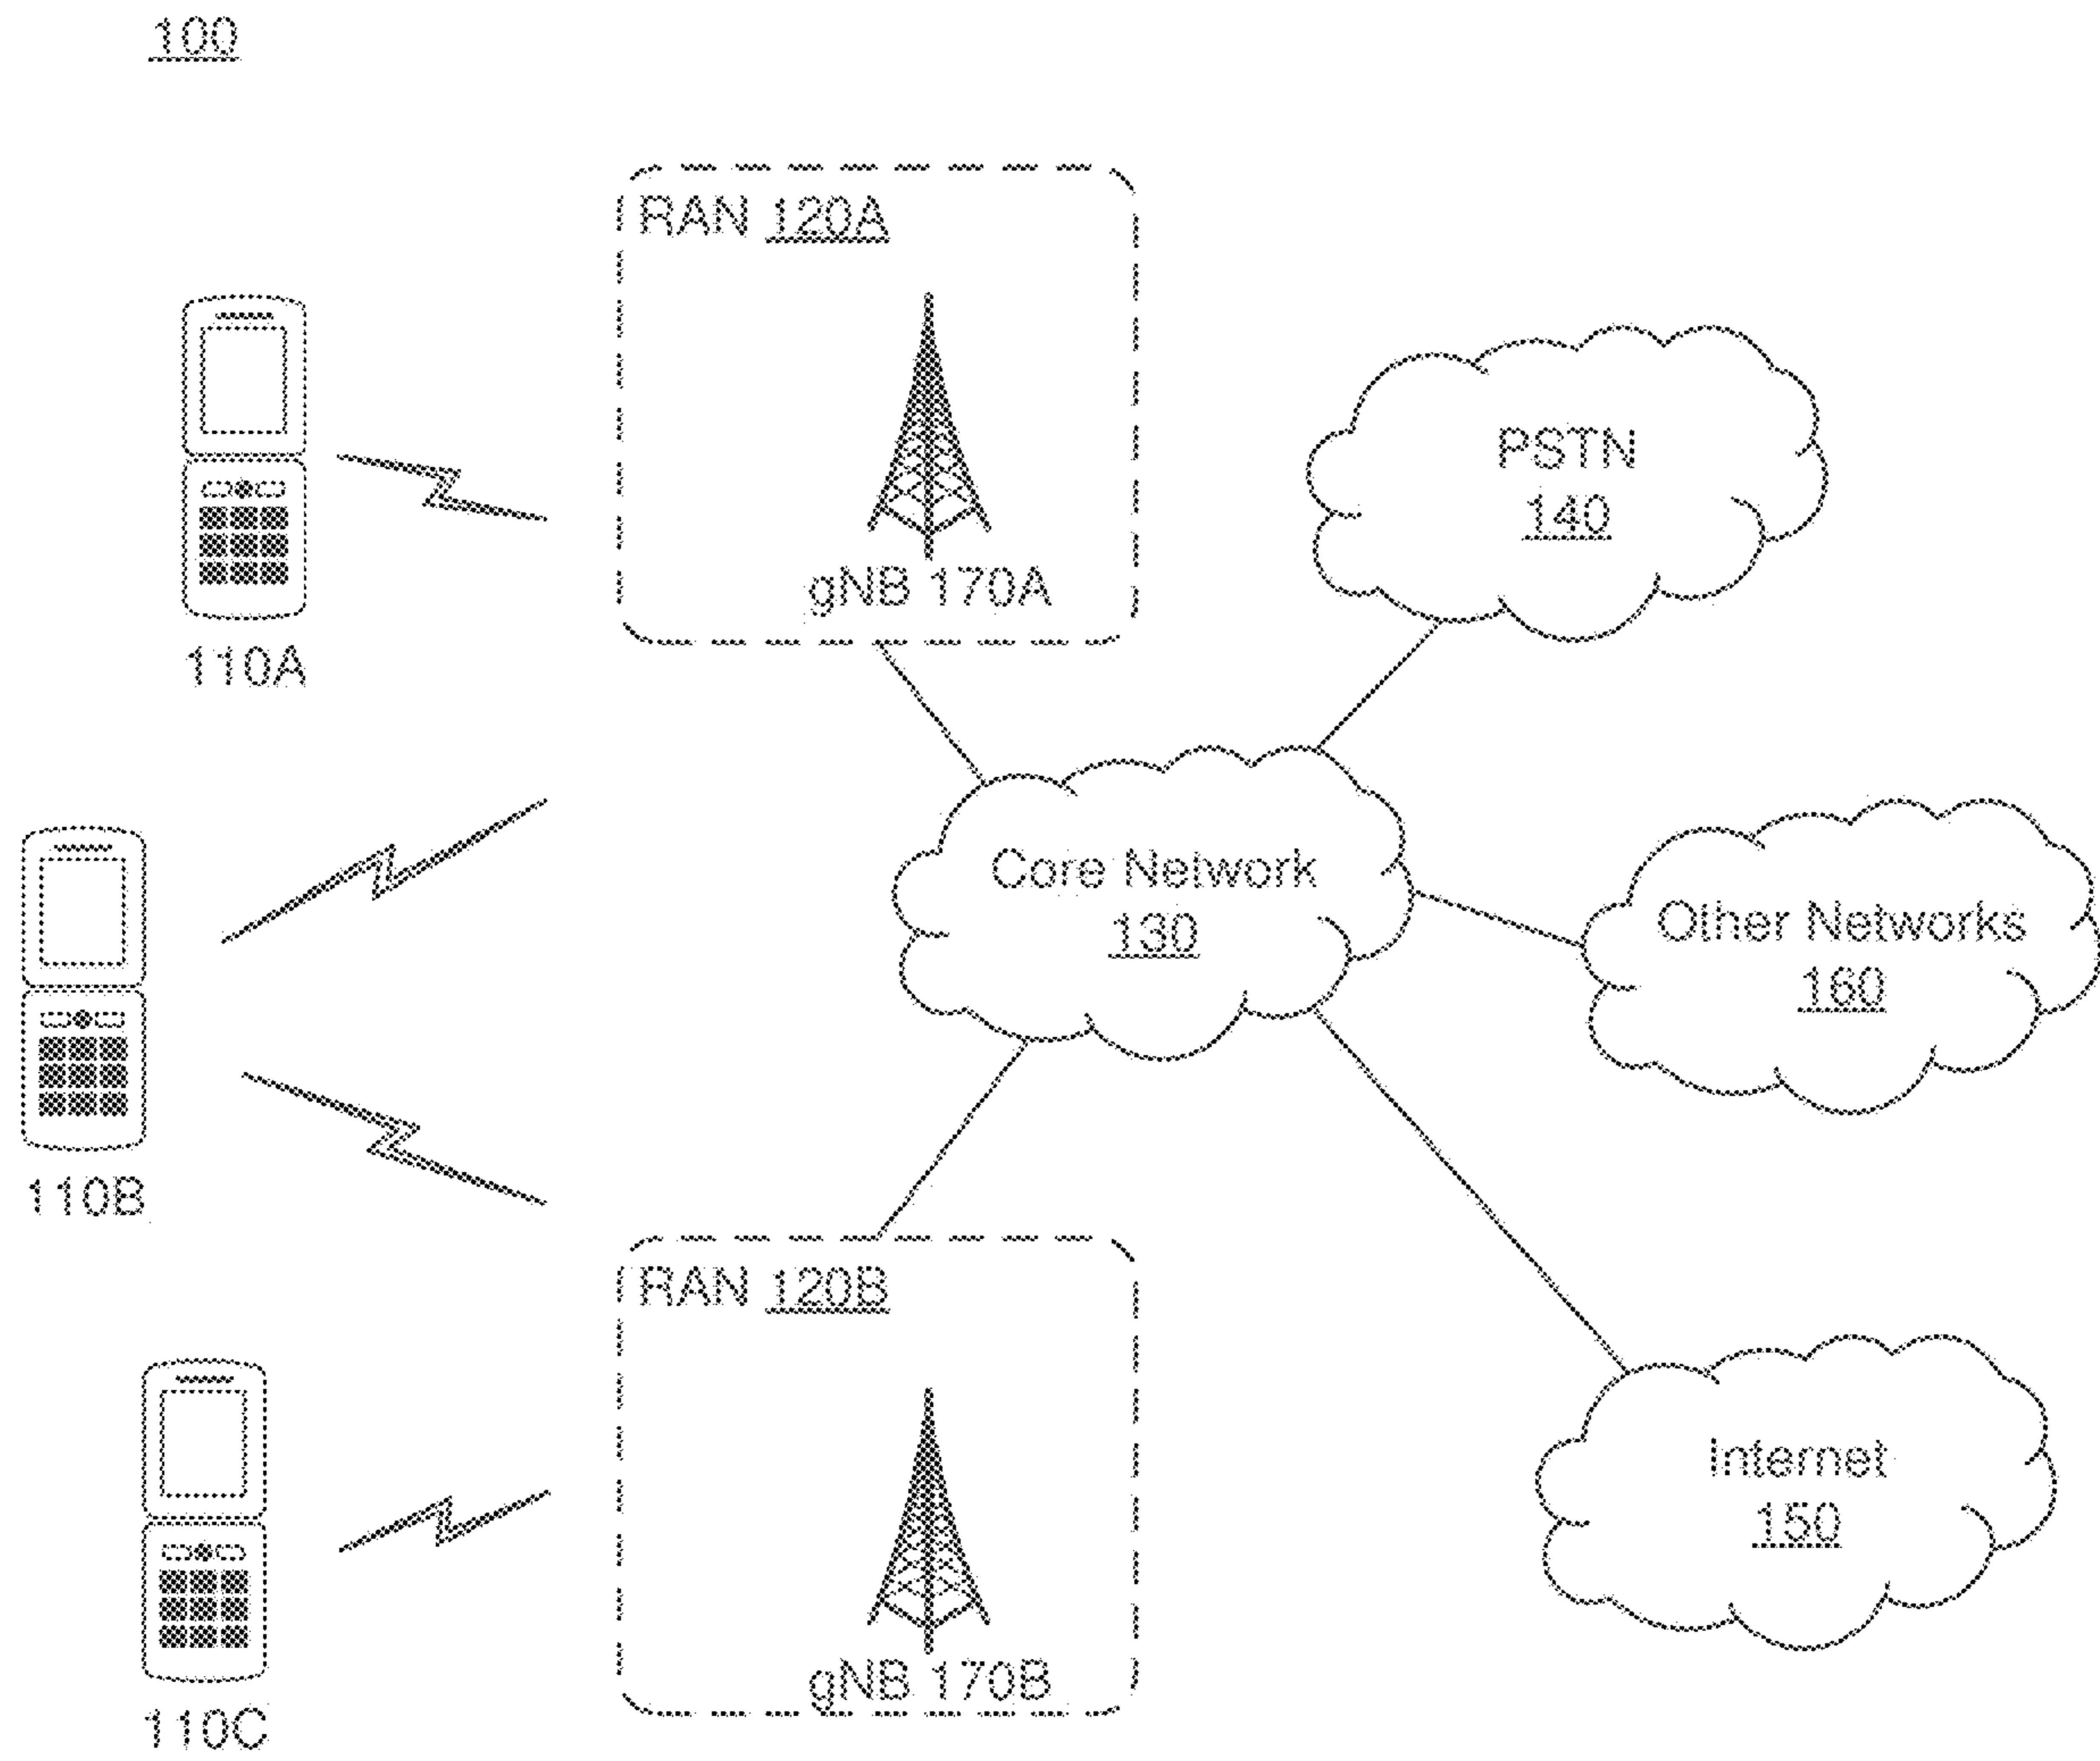 100
RAN 120A
gNB 170A
110A
PSTN
140
Core Network
130
Other Networks
160
110B
RAN 120B
gNB 170B
Internet
150
110C